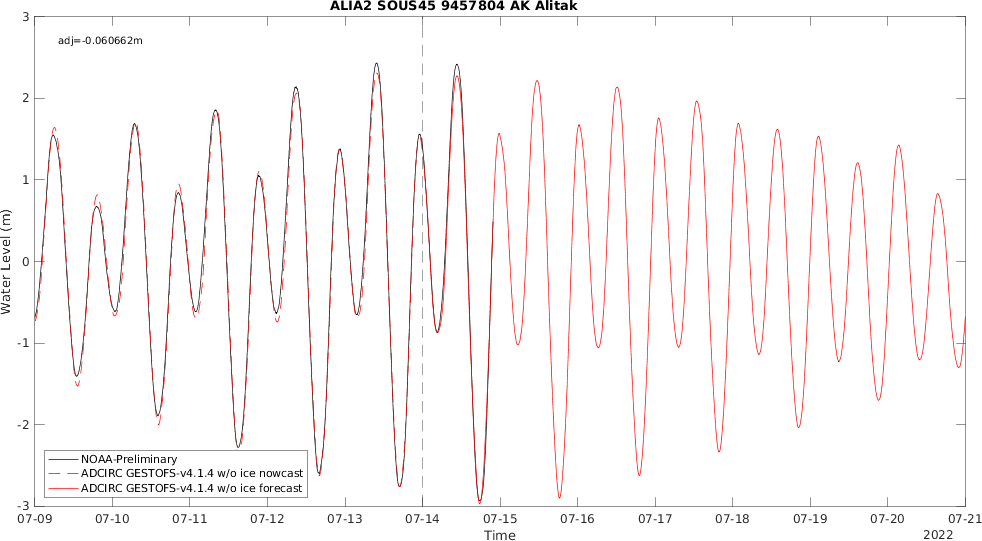 ALIA2 SOUS45 9457804 AK Alitak
adj=-0.060662m
3
2
1
0
-1
-2
-3
Water Level (m)
NOAA-Preliminary
ADCIRC GESTOFS-v4.1.4 w/o ice nowcast
ADCIRC GESTOFS-v4.1.4 w/o ice forecast
07-09 07-10 07-11 07-12 07-13 07-14 07-15 07-16 07-17 07-18 07-19 07-20 07-21
Time
2022